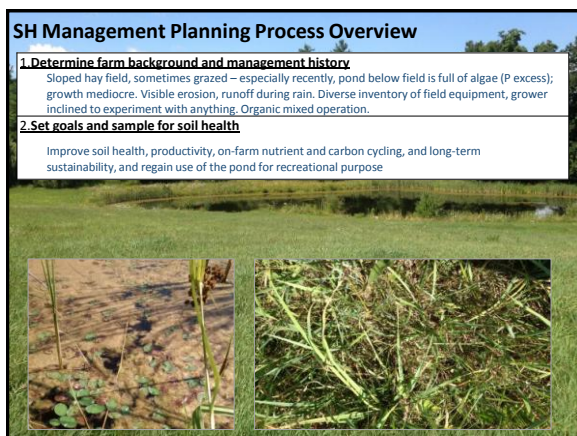 SH Management Planning Process Overview
1.Determine farm background and management history
Sloped hay field, sometimes grazed – especially recently, pond below field is full of algae (P excess);
growth mediocre. Visible erosion, runoff during rain. Diverse inventory of field equipment, grower
inclined to experiment with anything. Organic mixed operation.
2.Set goals and sample for soil health
Improve soil health, productivity, on-farm nutrient and carbon cycling, and long-term
sustainability, and regain use of the pond for recreational purpose